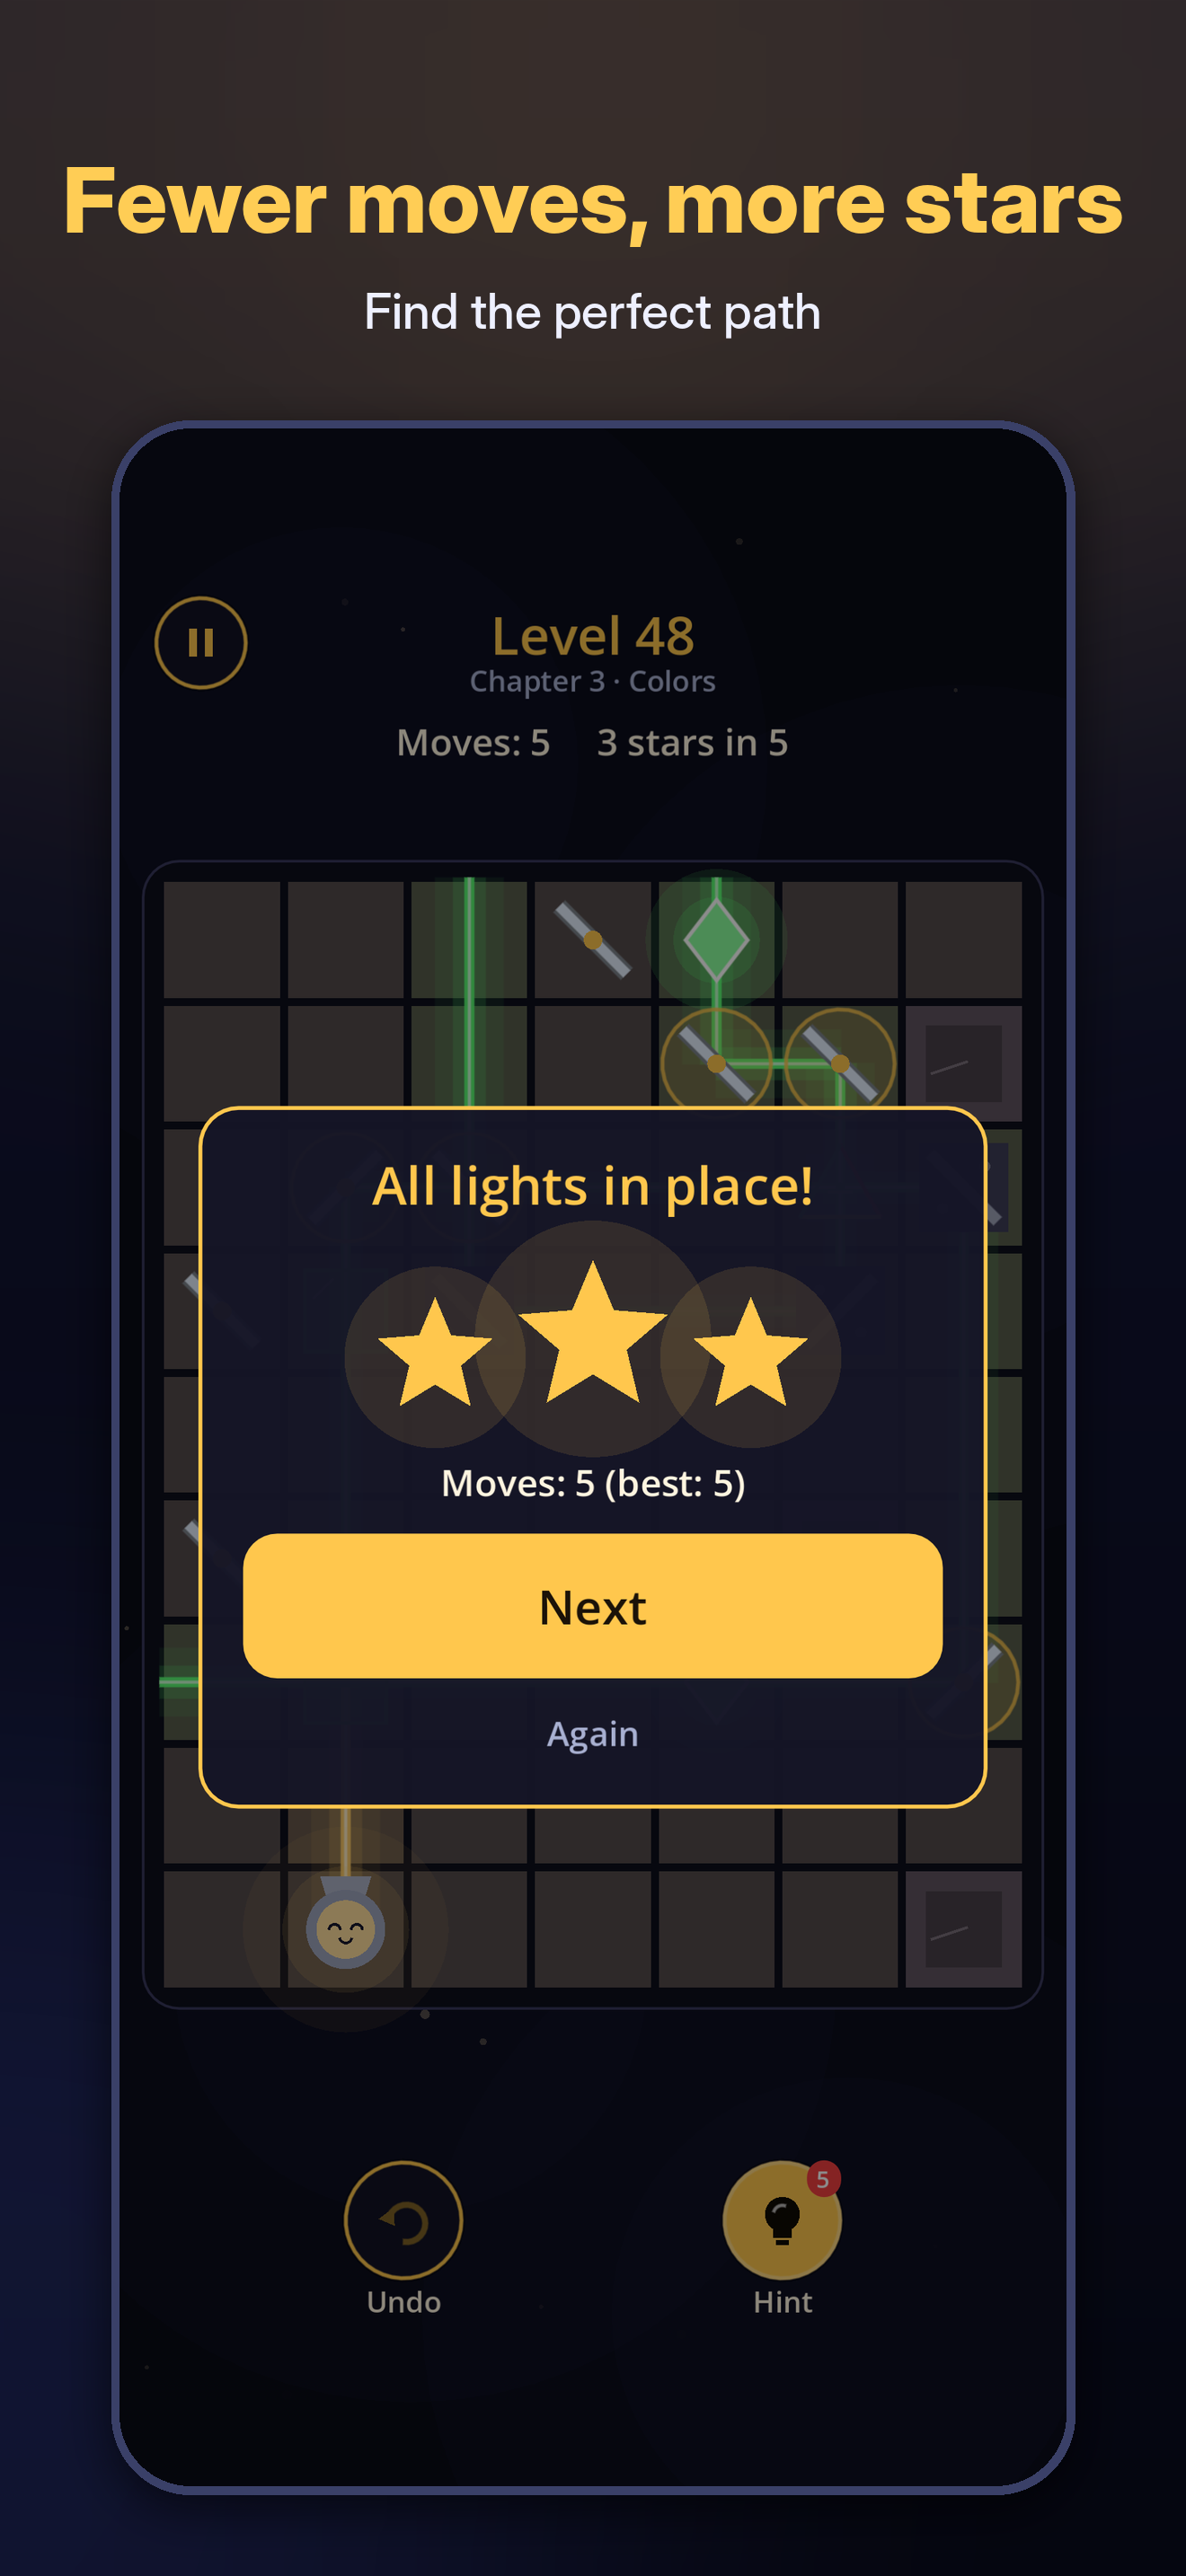 Fewer moves, more stars
Find the perfect path
Level 48
Chapter 3 · Colors
Moves: 5 3 stars in 5
All lights in place!
Moves: 5 (best: 5)
Next
Again
5
Undo
Hint